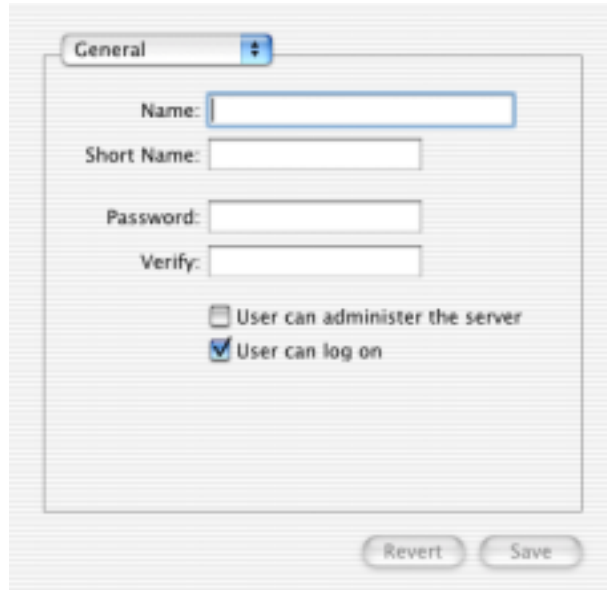 General
Name:
Short Name:
Password:
Verify:
User can administer the server
User can log on
Revert Save